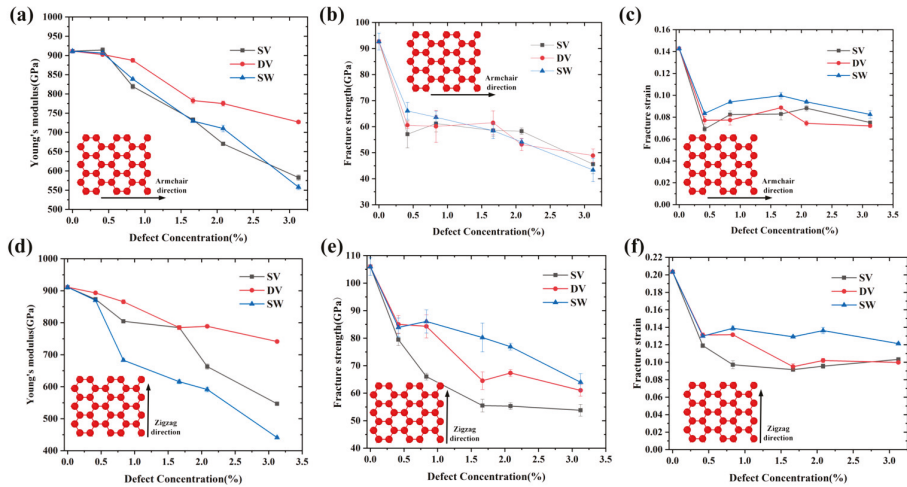 (a)
1000
950
900
850
800
750
700
650
600
550
500
Young's modulus(GPa)
SV
DV
SW
Armchair
direction
0.0 0.5 1.0 1.5 2.0 2.5 3.0
Defect Concentration(%)
(b)
100
90
80
70
60
50
40
30
Fracture strength(GPa)
SV
DV
SW
Armchair
direction
0.0 0.5 1.0 1.5 2.0 2.5 3.0
Defect Concentration(%)
(c)
0.16
0.14
0.12
0.10
0.08
0.06
0.04
0.02
0.00
Fracture strain
SV
DV
SW
Armchair
direction
0.0 0.5 1.0 1.5 2.0 2.5 3.0 3.5
Defect Concentration(%)
(d)
1000
900
800
700
600
500
400
Young's modulus(GPa)
SV
DV
SW
Zigzag
direction
0.0 0.5 1.0 1.5 2.0 2.5 3.0 3.5
Defect Concentration(%)
(e)
110
100
90
80
70
60
50
40
Fracture strength(GPa)
SV
DV
SW
Zigzag
direction
0.0 0.5 1.0 1.5 2.0 2.5 3.0 3.5
Defect Concentration(%)
(f)
0.22
0.20
0.18
0.16
0.14
0.12
0.10
0.08
0.06
0.04
0.02
0.00
Fracture strain
SV
DV
SW
Zigzag
direction
0.0 0.5 1.0 1.5 2.0 2.5 3.0
Defect Concentration(%)